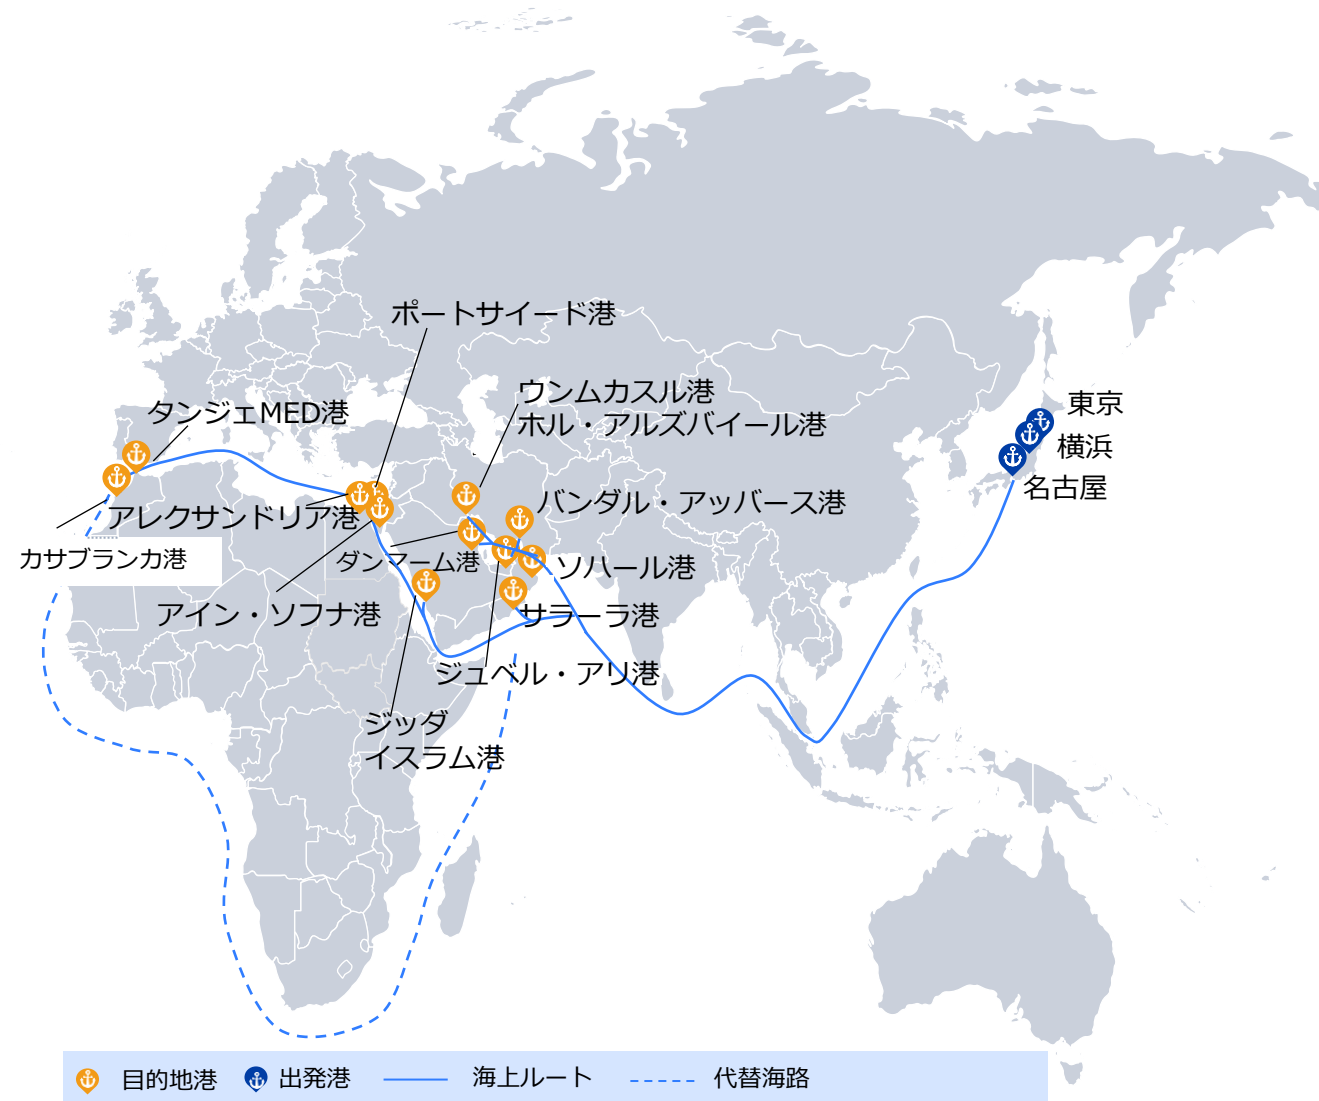 ポートサイード港
ウンムカスル港
ホル・アルズバイール港
タンジェMED港
東京
横浜
名古屋
バンダル・アッバース港
アレクサンドリア港
カサブランカ港
ダンマーム港
ソハール港
アイン・ソフナ港
サラーラ港
ジュベル・アリ港
ジッダ
イスラム港
目的地港 出発港 海上ルート 代替海路